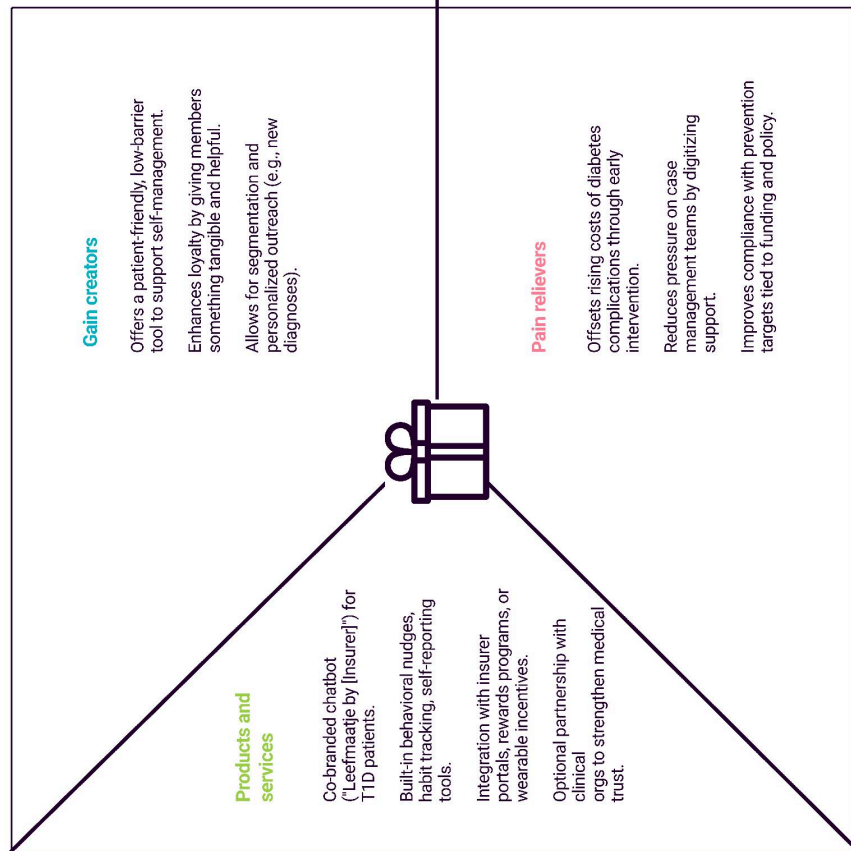 Products and
services
Co-branded chatbot
("Leefmaatje by [Insurer]") for
T1D patients.
Built-in behavioral nudges,
habit tracking, self-reporting
tools.
Integration with insurer
portals, rewards programs, or
wearable incentives.
Optional partnership with
clinical
orgs to strengthen medical
trust.
Gain creators
Offers a patient-friendly, low-barrier
tool to support self-management.
Enhances loyalty by giving members
something tangible and helpful.
Allows for segmentation and
personalized outreach (e.g., new
diagnoses).
Pain relievers
Offsets rising costs of diabetes
complications through early
intervention.
Reduces pressure on case
management teams by digitizing
support.
Improves compliance with prevention
targets tied to funding and policy.